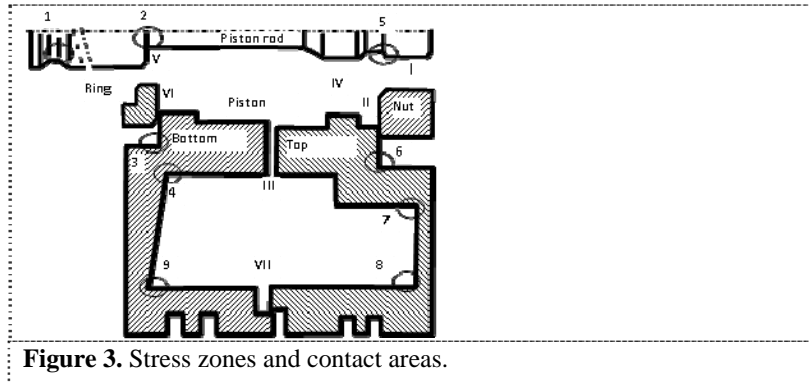 1 2 5
Piston rod
V I
Ring VI Piston IV II Nut
Bottom Top
3 6
4 III
7
9 VII 8
Figure 3. Stress zones and contact areas.